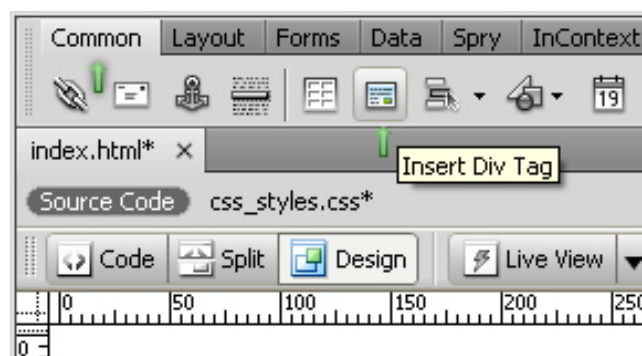 Common Layout Forms Data Spry InContext
19
index.html* ×
Insert Div Tag
Source Code css_styles.css*
Code Split Design Live View
0 50 100 150 200 250
0